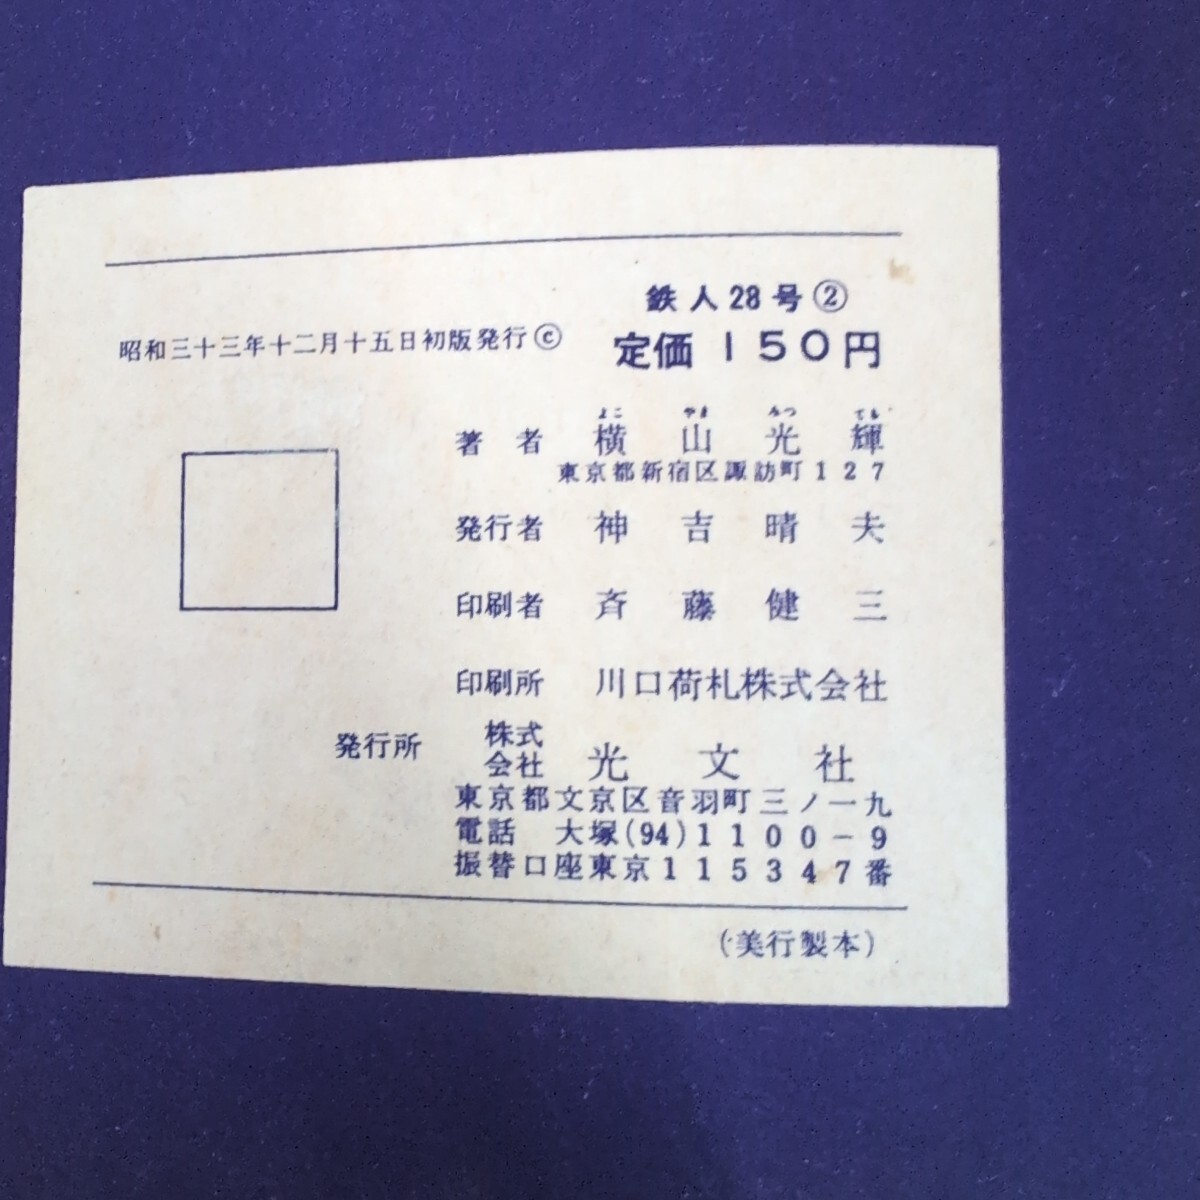 鉄人28号②
昭和三十三年十二月十五日初版発行ⓒ
定価 150円
よこ やま みつ てる
著者 横山光輝
東京都新宿区諏訪町127
発行者 神吉晴夫
印刷者 斉藤健三
印刷所 川口荷札株式会社
発行所 株式会社 光文社
東京都文京区音羽町三ノ一九
電話 大塚(94)1100-9
振替口座東京115347番
(美行製本)